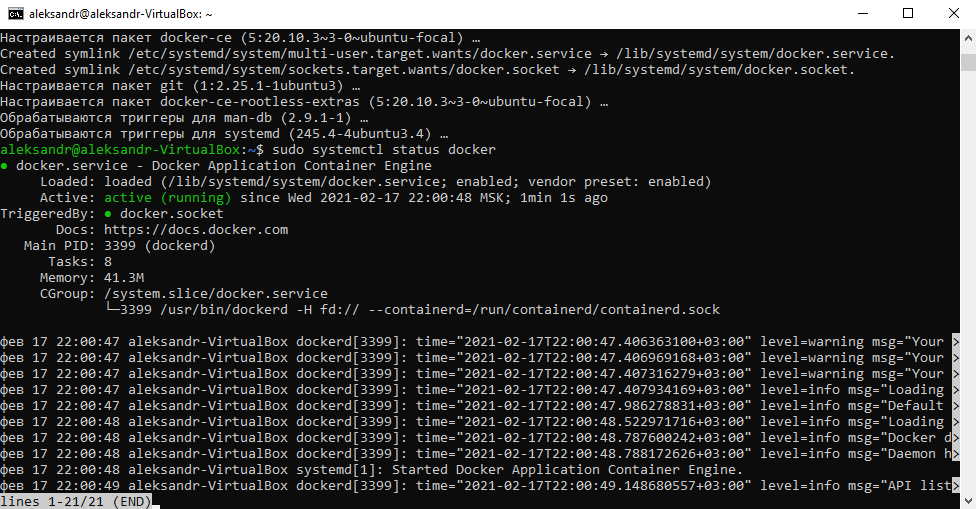 aleksandr@aleksandr-VirtualBox: ~
Настраивается пакет docker-ce (5:20.10.3~3-0~ubuntu-focal) …
Created symlink /etc/systemd/system/multi-user.target.wants/docker.service → /lib/systemd/system/docker.service.
Created symlink /etc/systemd/system/sockets.target.wants/docker.socket → /lib/systemd/system/docker.socket.
Настраивается пакет git (1:2.25.1-1ubuntu3) …
Настраивается пакет docker-ce-rootless-extras (5:20.10.3~3-0~ubuntu-focal) …
Обрабатываются триггеры для man-db (2.9.1-1) …
Обрабатываются триггеры для systemd (245.4-4ubuntu3.4) …
aleksandr@aleksandr-VirtualBox:~$ sudo systemctl status docker
● docker.service - Docker Application Container Engine
     Loaded: loaded (/lib/systemd/system/docker.service; enabled; vendor preset: enabled)
     Active: active (running) since Wed 2021-02-17 22:00:48 MSK; 1min 1s ago
TriggeredBy: ● docker.socket
       Docs: https://docs.docker.com
   Main PID: 3399 (dockerd)
      Tasks: 8
     Memory: 41.3M
     CGroup: /system.slice/docker.service
             └─3399 /usr/bin/dockerd -H fd:// --containerd=/run/containerd/containerd.sock
фев 17 22:00:47 aleksandr-VirtualBox dockerd[3399]: time="2021-02-17T22:00:47.406363100+03:00" level=warning msg="Your >
фев 17 22:00:47 aleksandr-VirtualBox dockerd[3399]: time="2021-02-17T22:00:47.406969168+03:00" level=warning msg="Your >
фев 17 22:00:47 aleksandr-VirtualBox dockerd[3399]: time="2021-02-17T22:00:47.407316279+03:00" level=warning msg="Your >
фев 17 22:00:47 aleksandr-VirtualBox dockerd[3399]: time="2021-02-17T22:00:47.407934169+03:00" level=info msg="Loading >
фев 17 22:00:47 aleksandr-VirtualBox dockerd[3399]: time="2021-02-17T22:00:47.986278831+03:00" level=info msg="Default >
фев 17 22:00:48 aleksandr-VirtualBox dockerd[3399]: time="2021-02-17T22:00:48.522971716+03:00" level=info msg="Loading >
фев 17 22:00:48 aleksandr-VirtualBox dockerd[3399]: time="2021-02-17T22:00:48.787600242+03:00" level=info msg="Docker d>
фев 17 22:00:48 aleksandr-VirtualBox dockerd[3399]: time="2021-02-17T22:00:48.788172626+03:00" level=info msg="Daemon h>
фев 17 22:00:48 aleksandr-VirtualBox systemd[1]: Started Docker Application Container Engine.
фев 17 22:00:49 aleksandr-VirtualBox dockerd[3399]: time="2021-02-17T22:00:49.148680557+03:00" level=info msg="API list>
lines 1-21/21 (END)